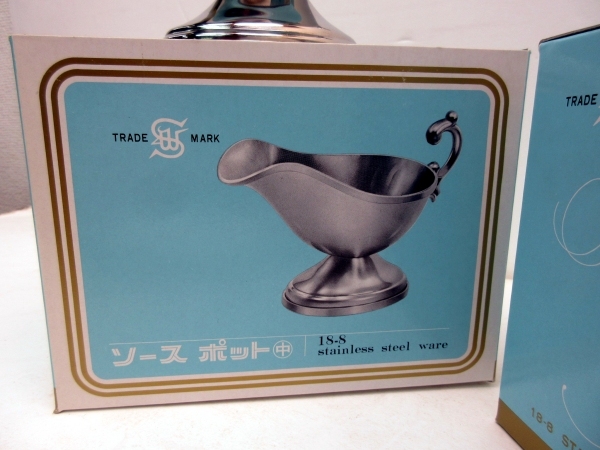 TRADE MARK
ソース ポット 中
18-8
stainless steel ware
TRADE
18-8